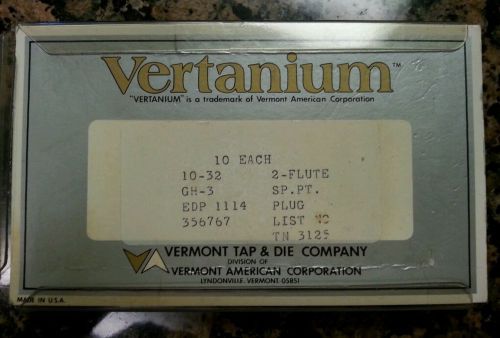 Vertanium™
"VERTANIUM" is a trademark of Vermont American Corporation
10 EACH
10-32 2-FLUTE
GH-3 SP.PT.
EDP 1114 PLUG
356767 LIST
TN 3125
VERMONT TAP & DIE COMPANY
DIVISION OF
VERMONT AMERICAN CORPORATION
LYNDONVILLE, VERMONT 05851
MADE IN U.S.A.